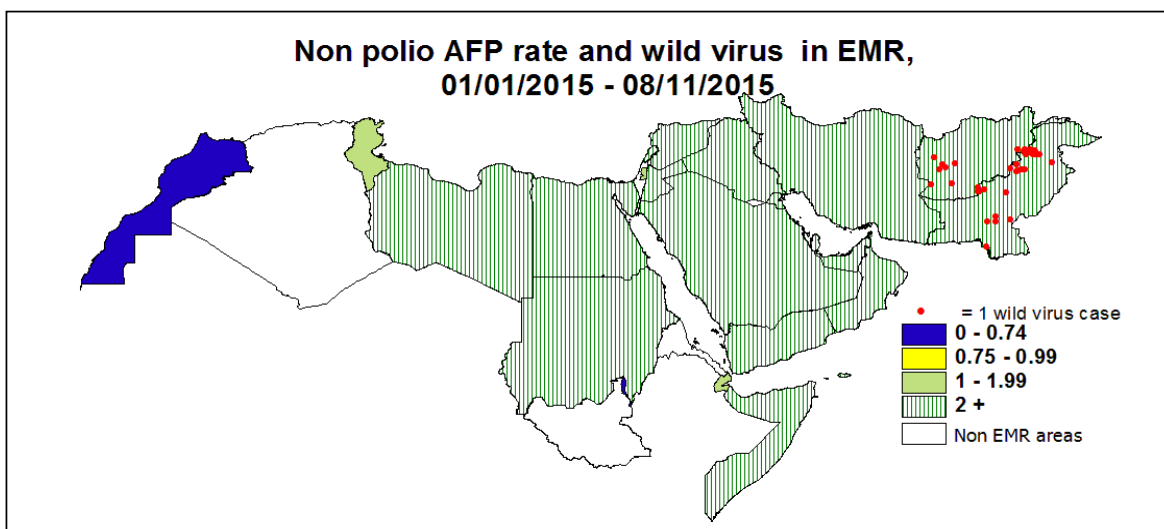 Non polio AFP rate and wild virus in EMR,
01/01/2015 - 08/11/2015
= 1 wild virus case
0 - 0.74
0.75 - 0.99
1 - 1.99
2 +
Non EMR areas